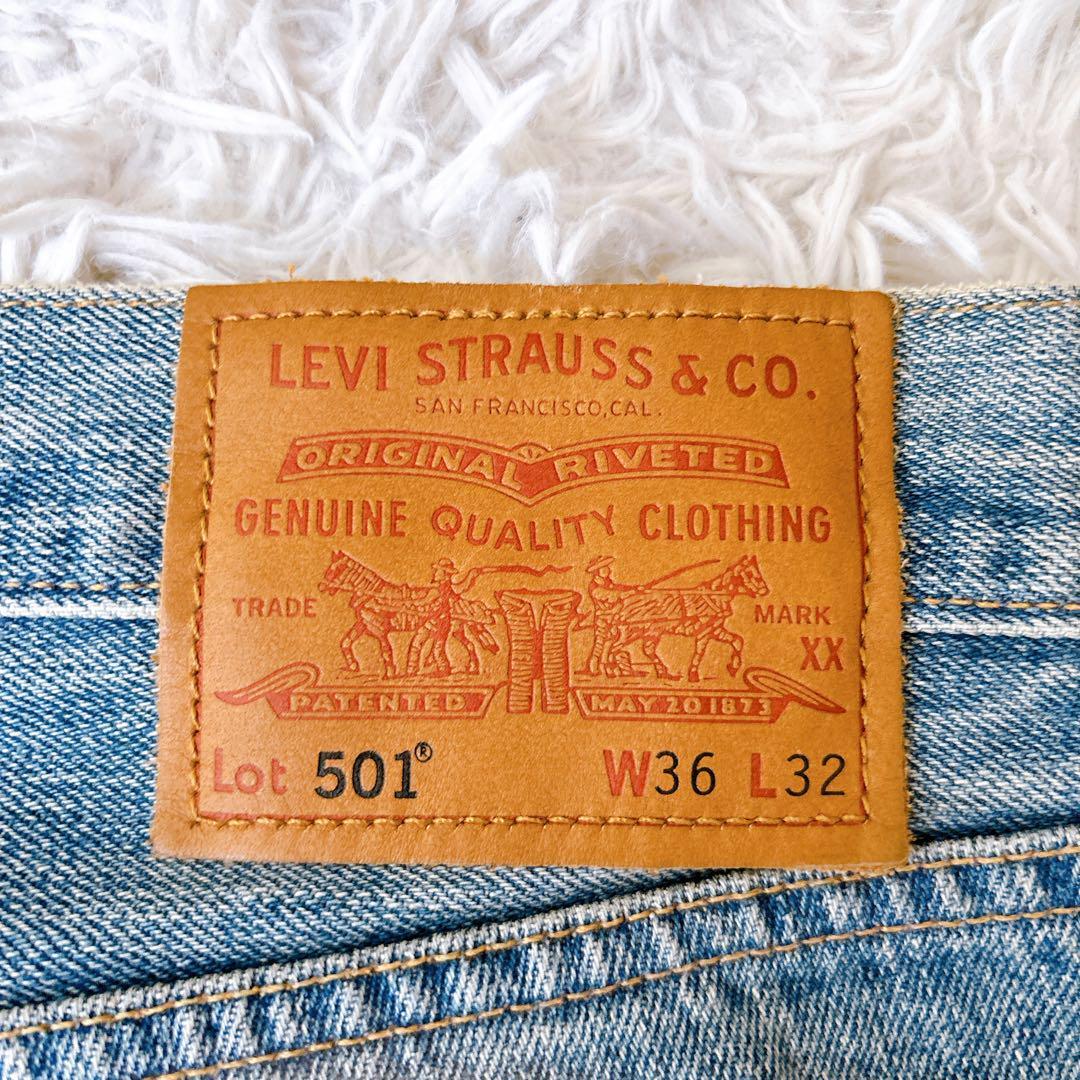 LEVI STRAUSS & CO.
SAN FRANCISCO, CAL.
ORIGINAL RIVETED
GENUINE QUALITY CLOTHING
TRADE MARK
XX
PATENTED MAY 20 1873
Lot 501® W36 L32